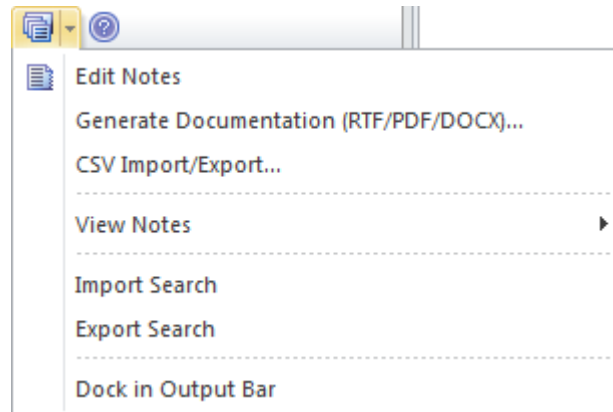 Edit Notes
Generate Documentation (RTF/PDF/DOCX)...
CSV Import/Export...
View Notes
Import Search
Export Search
Dock in Output Bar